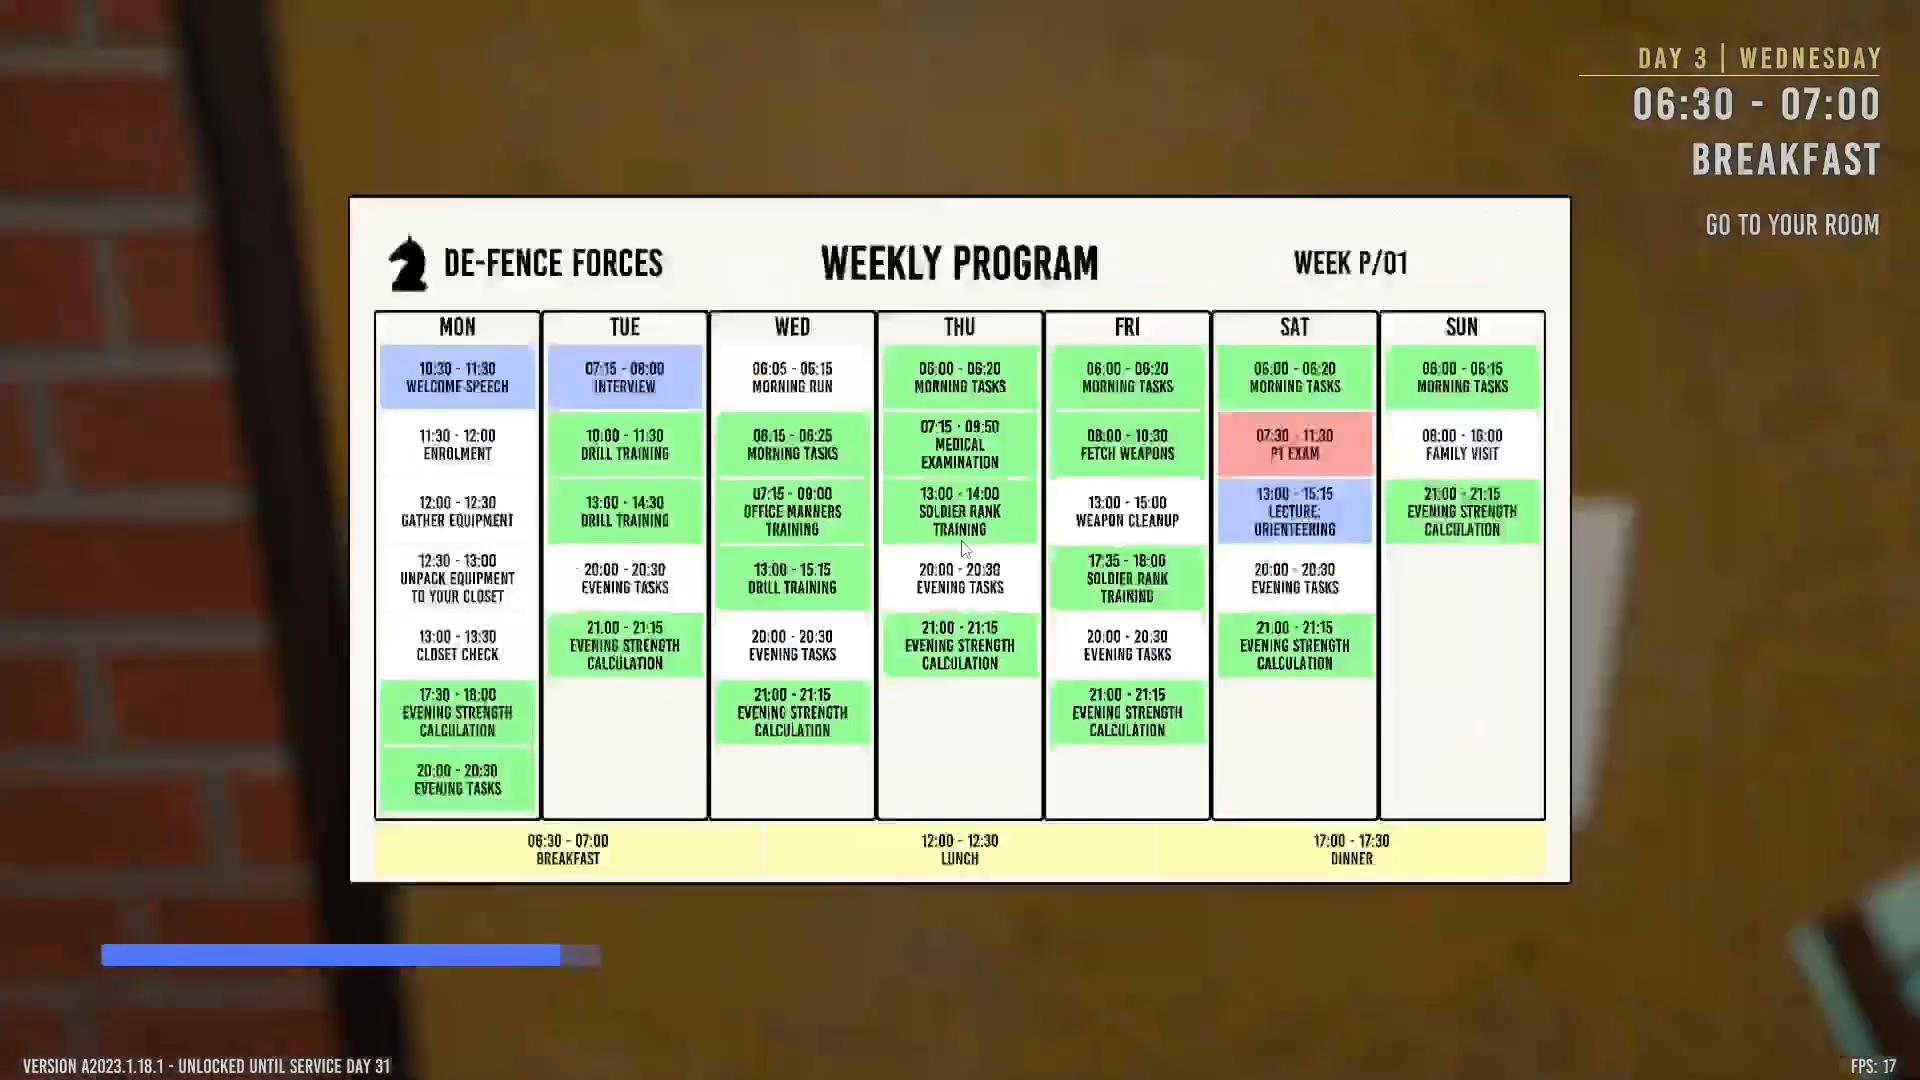 DAY 3 | WEDNESDAY
06:30 - 07:00
BREAKFAST
GO TO YOUR ROOM
DE-FENCE FORCES
WEEKLY PROGRAM
WEEK P/01
MON
10:30 - 11:30
WELCOME SPEECH
11:30 - 12:00
ENROLMENT
12:00 - 12:30
GATHER EQUIPMENT
12:30 - 13:00
UNPACK EQUIPMENT
TO YOUR CLOSET
13:00 - 13:30
CLOSET CHECK
17:30 - 18:00
EVENING STRENGTH
CALCULATION
20:00 - 20:30
EVENING TASKS
TUE
07:15 - 08:00
INTERVIEW
10:00 - 11:30
DRILL TRAINING
13:00 - 14:30
DRILL TRAINING
20:00 - 20:30
EVENING TASKS
21:00 - 21:15
EVENING STRENGTH
CALCULATION
WED
06:05 - 06:15
MORNING RUN
06:15 - 06:25
MORNING TASKS
07:15 - 08:00
OFFICE MANNERS
TRAINING
13:00 - 15:15
DRILL TRAINING
20:00 - 20:30
EVENING TASKS
21:00 - 21:15
EVENING STRENGTH
CALCULATION
THU
06:00 - 06:20
MORNING TASKS
07:15 - 09:50
MEDICAL
EXAMINATION
13:00 - 14:00
SOLDIER RANK
TRAINING
20:00 - 20:30
EVENING TASKS
21:00 - 21:15
EVENING STRENGTH
CALCULATION
FRI
06:00 - 06:20
MORNING TASKS
08:00 - 10:30
FETCH WEAPONS
13:00 - 15:00
WEAPON CLEANUP
17:35 - 18:00
SOLDIER RANK
TRAINING
20:00 - 20:30
EVENING TASKS
21:00 - 21:15
EVENING STRENGTH
CALCULATION
SAT
06:00 - 06:20
MORNING TASKS
07:30 - 11:30
P1 EXAM
13:00 - 15:15
LECTURE:
ORIENTEERING
20:00 - 20:30
EVENING TASKS
21:00 - 21:15
EVENING STRENGTH
CALCULATION
SUN
06:00 - 06:15
MORNING TASKS
08:00 - 16:00
FAMILY VISIT
21:00 - 21:15
EVENING STRENGTH
CALCULATION
06:30 - 07:00
BREAKFAST
12:00 - 12:30
LUNCH
17:00 - 17:30
DINNER
VERSION A2023.1.18.1 - UNLOCKED UNTIL SERVICE DAY 31
FPS: 17